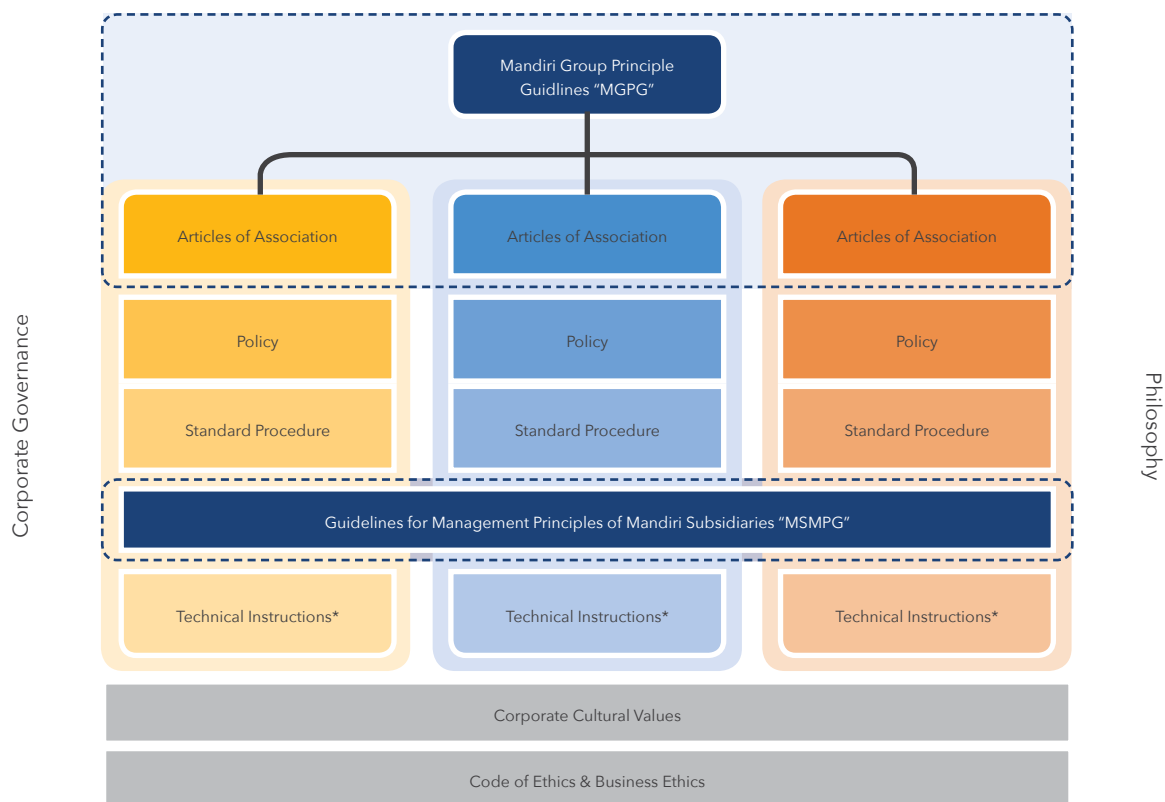 Mandiri Group Principle
Guidlines “MGPG”
Articles of Association
Articles of Association
Articles of Association
Policy
Policy
Policy
Standard Procedure
Standard Procedure
Standard Procedure
Guidelines for Management Principles of Mandiri Subsidiaries “MSMPG”
Technical Instructions*
Technical Instructions*
Technical Instructions*
Corporate Cultural Values
Code of Ethics & Business Ethics
Corporate Governance
Philosophy